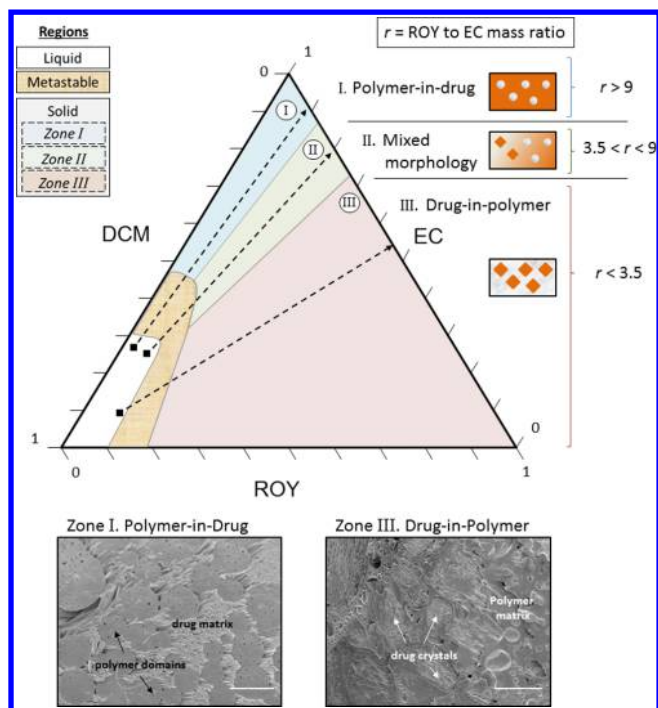 Regions
Liquid
Metastable
Solid
Zone I
Zone II
Zone III
r = ROY to EC mass ratio
I. Polymer-in-drug
r > 9
II. Mixed
morphology
3.5 < r < 9
III. Drug-in-polymer
r < 3.5
0
1
I
II
III
DCM
EC
1
0
0
1
ROY
Zone I. Polymer-in-Drug
Zone III. Drug-in-Polymer
drug matrix
polymer domains
Polymer
matrix
drug crystals